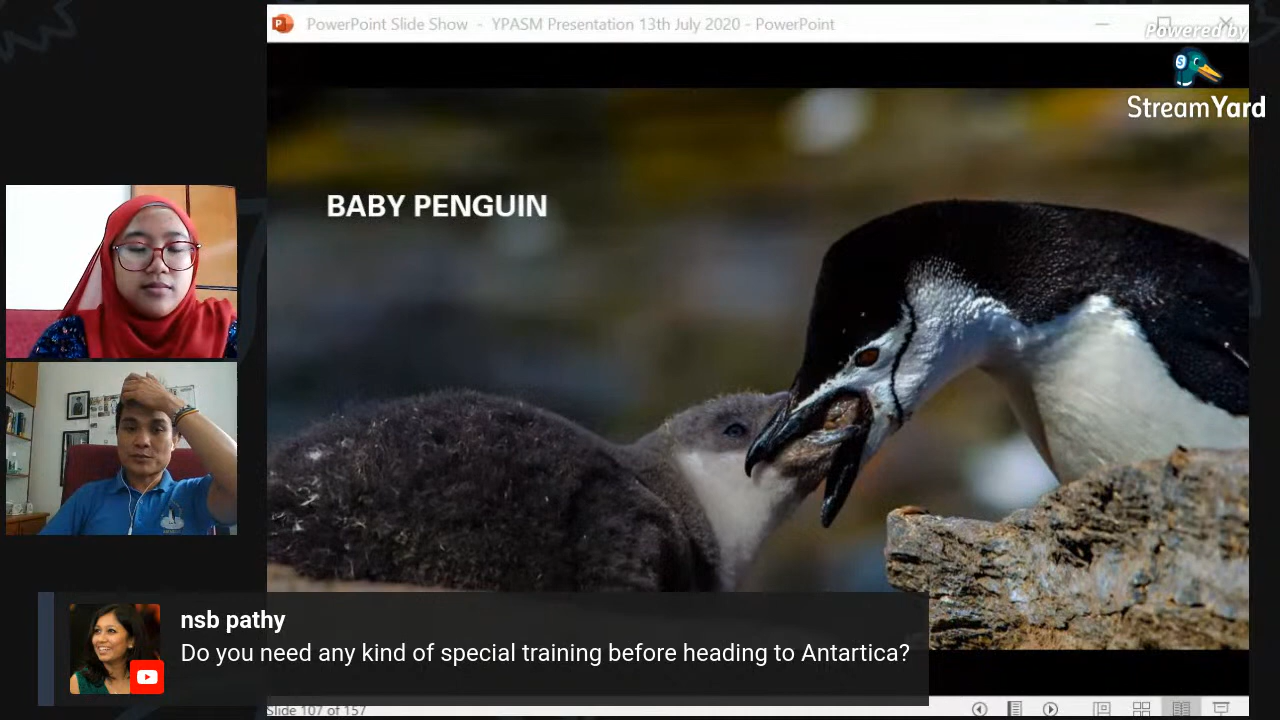 PowerPoint Slide Show - YPASM Presentation 13th July 2020 - PowerPoint
Powered by
StreamYard
BABY PENGUIN
nsb pathy
Do you need any kind of special training before heading to Antartica?
Slide 107 of 157